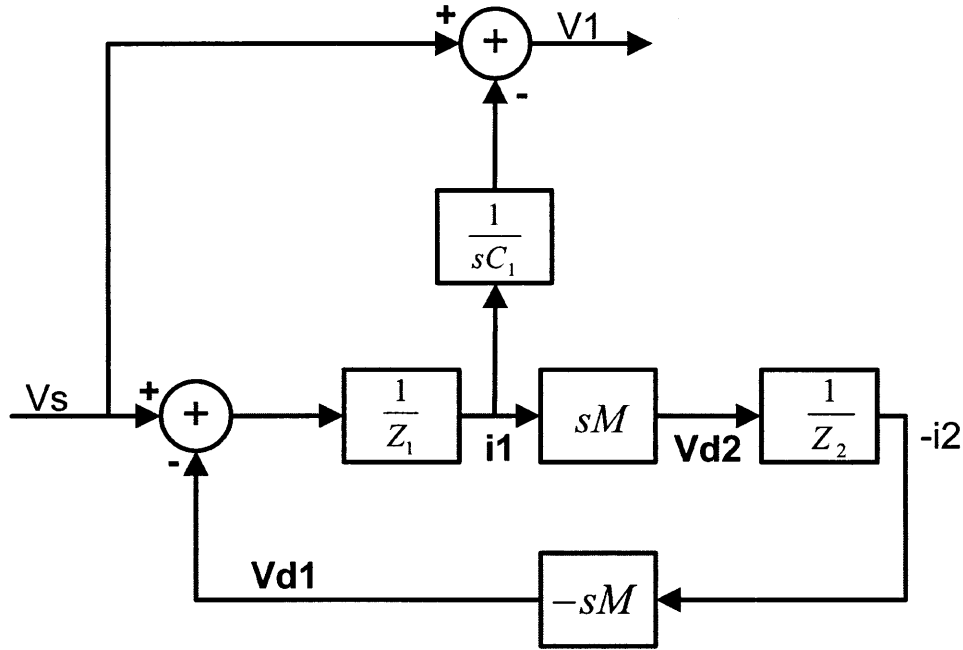 +
+
V1
-
1
sC₁
Vs
+
+
-
1
Z₁
i1
sM
Vd2
1
Z₂
-i2
Vd1
-sM